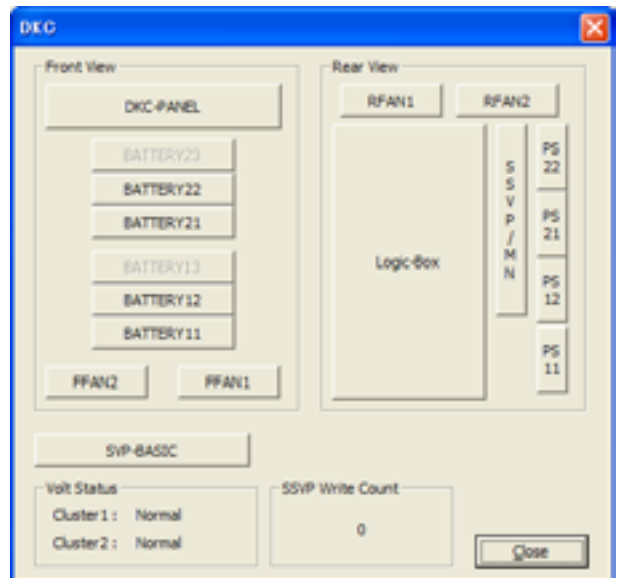 DKC
Front View
DKC-PANEL
BATTERY23
BATTERY22
BATTERY21
BATTERY13
BATTERY12
BATTERY11
FFAN2 FFAN1
Rear View
RFAN1 RFAN2
Logic-Box
SSVP/MN
PS
22
PS
21
PS
12
PS
11
SVP-BASIC
Volt Status
Cluster1 : Normal
Cluster2 : Normal
SSVP Write Count
0
Close